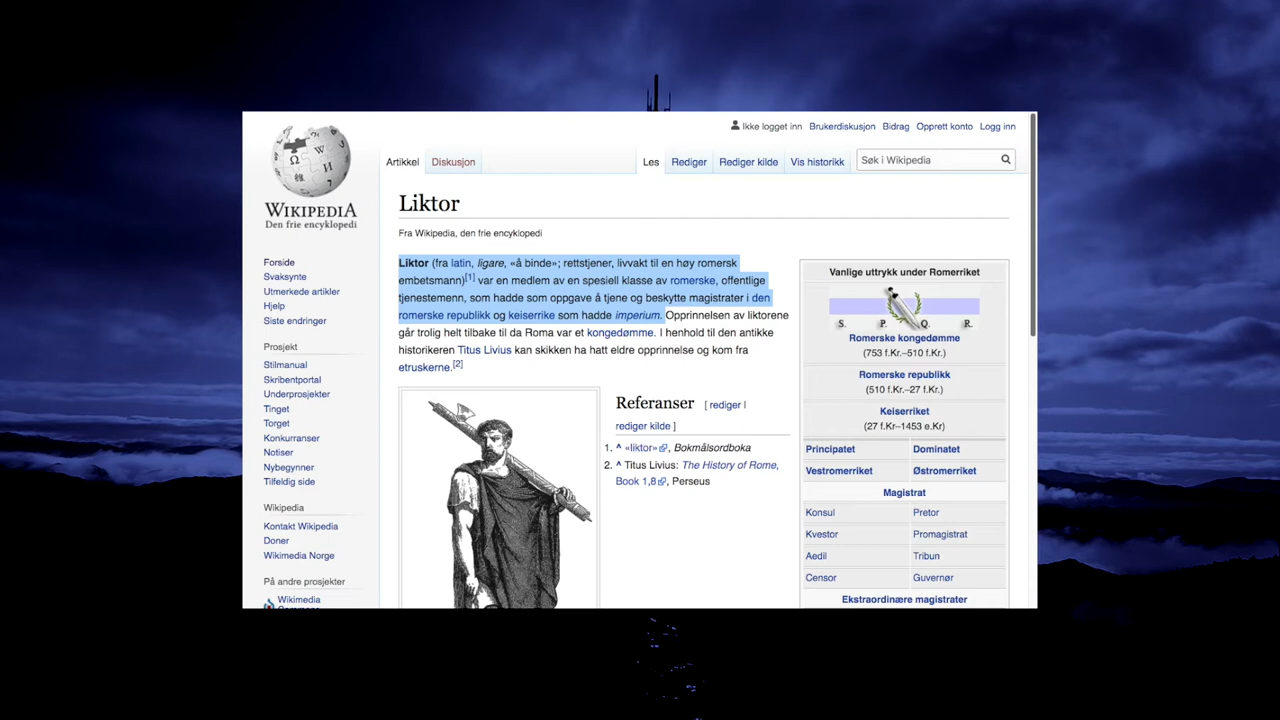 Ikke logget inn Brukerdiskusjon Bidrag Opprett konto Logg inn
Artikkel Diskusjon Les Rediger Rediger kilde Vis historikk Søk i Wikipedia
WIKIPEDIA
Den frie encyklopedi
Forside
Svaksynte
Utmerkede artikler
Hjelp
Siste endringer
Prosjekt
Stilmanual
Skribentportal
Underprosjekter
Tinget
Torget
Konkurranser
Notiser
Nybegynner
Tilfeldig side
Wikipedia
Kontakt Wikipedia
Doner
Wikimedia Norge
På andre prosjekter
Wikimedia
Liktor
Fra Wikipedia, den frie encyklopedi
Liktor (fra latin, ligare, «å binde»; rettstjener, livvakt til en høy romersk
embetsmann)[1] var en medlem av en spesiell klasse av romerske, offentlige
tjenestemenn, som hadde som oppgave å tjene og beskytte magistrater i den
romerske republikk og keiserrike som hadde imperium. Opprinnelsen av liktorene
går trolig helt tilbake til da Roma var et kongedømme. I henhold til den antikke
historikeren Titus Livius kan skikken ha hatt eldre opprinnelse og kom fra
etruskerne.[2]
Referanser [ rediger |
rediger kilde ]
1. ^ «liktor», Bokmålsordboka
2. ^ Titus Livius: The History of Rome,
Book 1,8, Perseus
Vanlige uttrykk under Romerriket
S. P. Q. R.
Romerske kongedømme
(753 f.Kr.–510 f.Kr.)
Romerske republikk
(510 f.Kr.–27 f.Kr.)
Keiserriket
(27 f.Kr–1453 e.Kr)
Principatet Dominatet
Vestromerriket Østromerriket
Magistrat
Konsul Pretor
Kvestor Promagistrat
Aedil Tribun
Censor Guvernør
Ekstraordinære magistrater